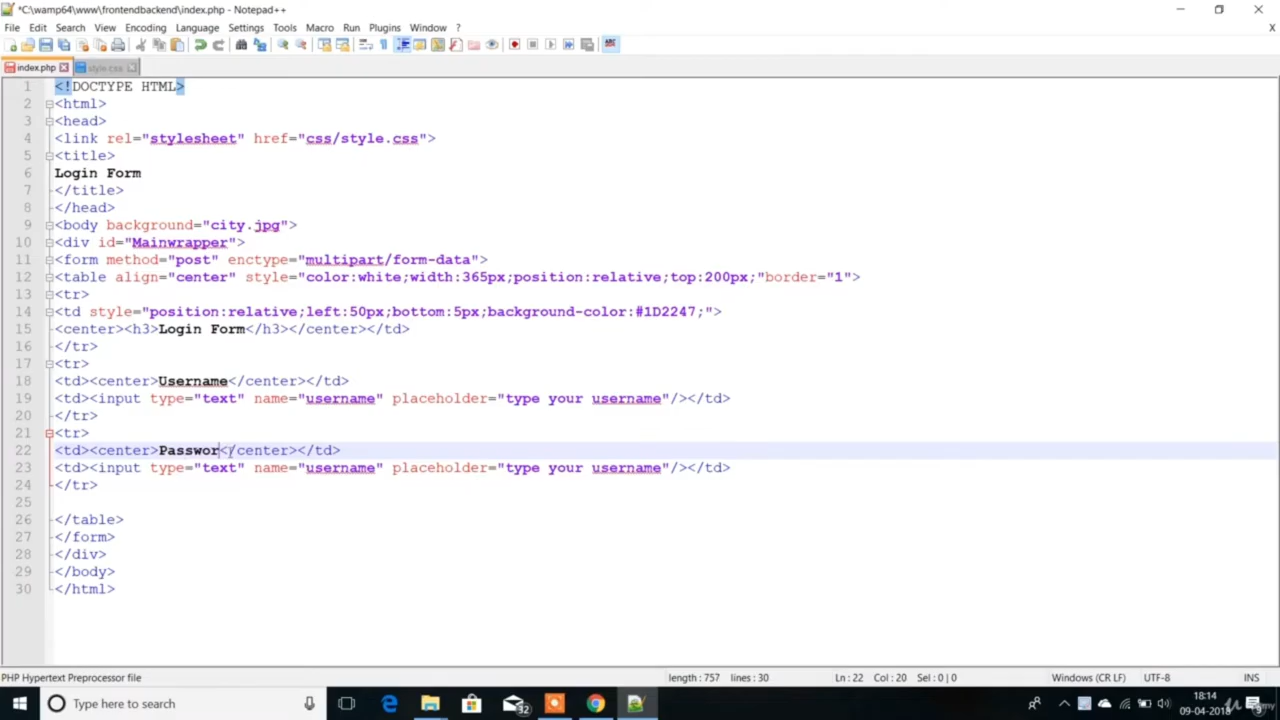 *C:\wamp64\www\frontendbackend\index.php - Notepad++
File Edit Search View Encoding Language Settings Tools Macro Run Plugins Window ? X
index.php style.css
1 <!DOCTYPE HTML>
2 <html>
3 <head>
4 <link rel="stylesheet" href="css/style.css">
5 <title>
6 Login Form
7 </title>
8 </head>
9 <body background="city.jpg">
10 <div id="Mainwrapper">
11 <form method="post" enctype="multipart/form-data">
12 <table align="center" style="color:white;width:365px;position:relative;top:200px;"border="1">
13 <tr>
14 <td style="position:relative;left:50px;bottom:5px;background-color:#1D2247;">
15 <center><h3>Login Form</h3></center></td>
16 </tr>
17 <tr>
18 <td><center>Username</center></td>
19 <td><input type="text" name="username" placeholder="type your username"/></td>
20 </tr>
21 <tr>
22 <td><center>Passwor</center></td>
23 <td><input type="text" name="username" placeholder="type your username"/></td>
24 </tr>
25
26 </table>
27 </form>
28 </div>
29 </body>
30 </html>
PHP Hypertext Preprocessor file length : 757 lines : 30 Ln : 22 Col : 20 Sel : 0 | 0 Windows (CR LF) UTF-8 INS
Type here to search 32 18:14
09-04-2018